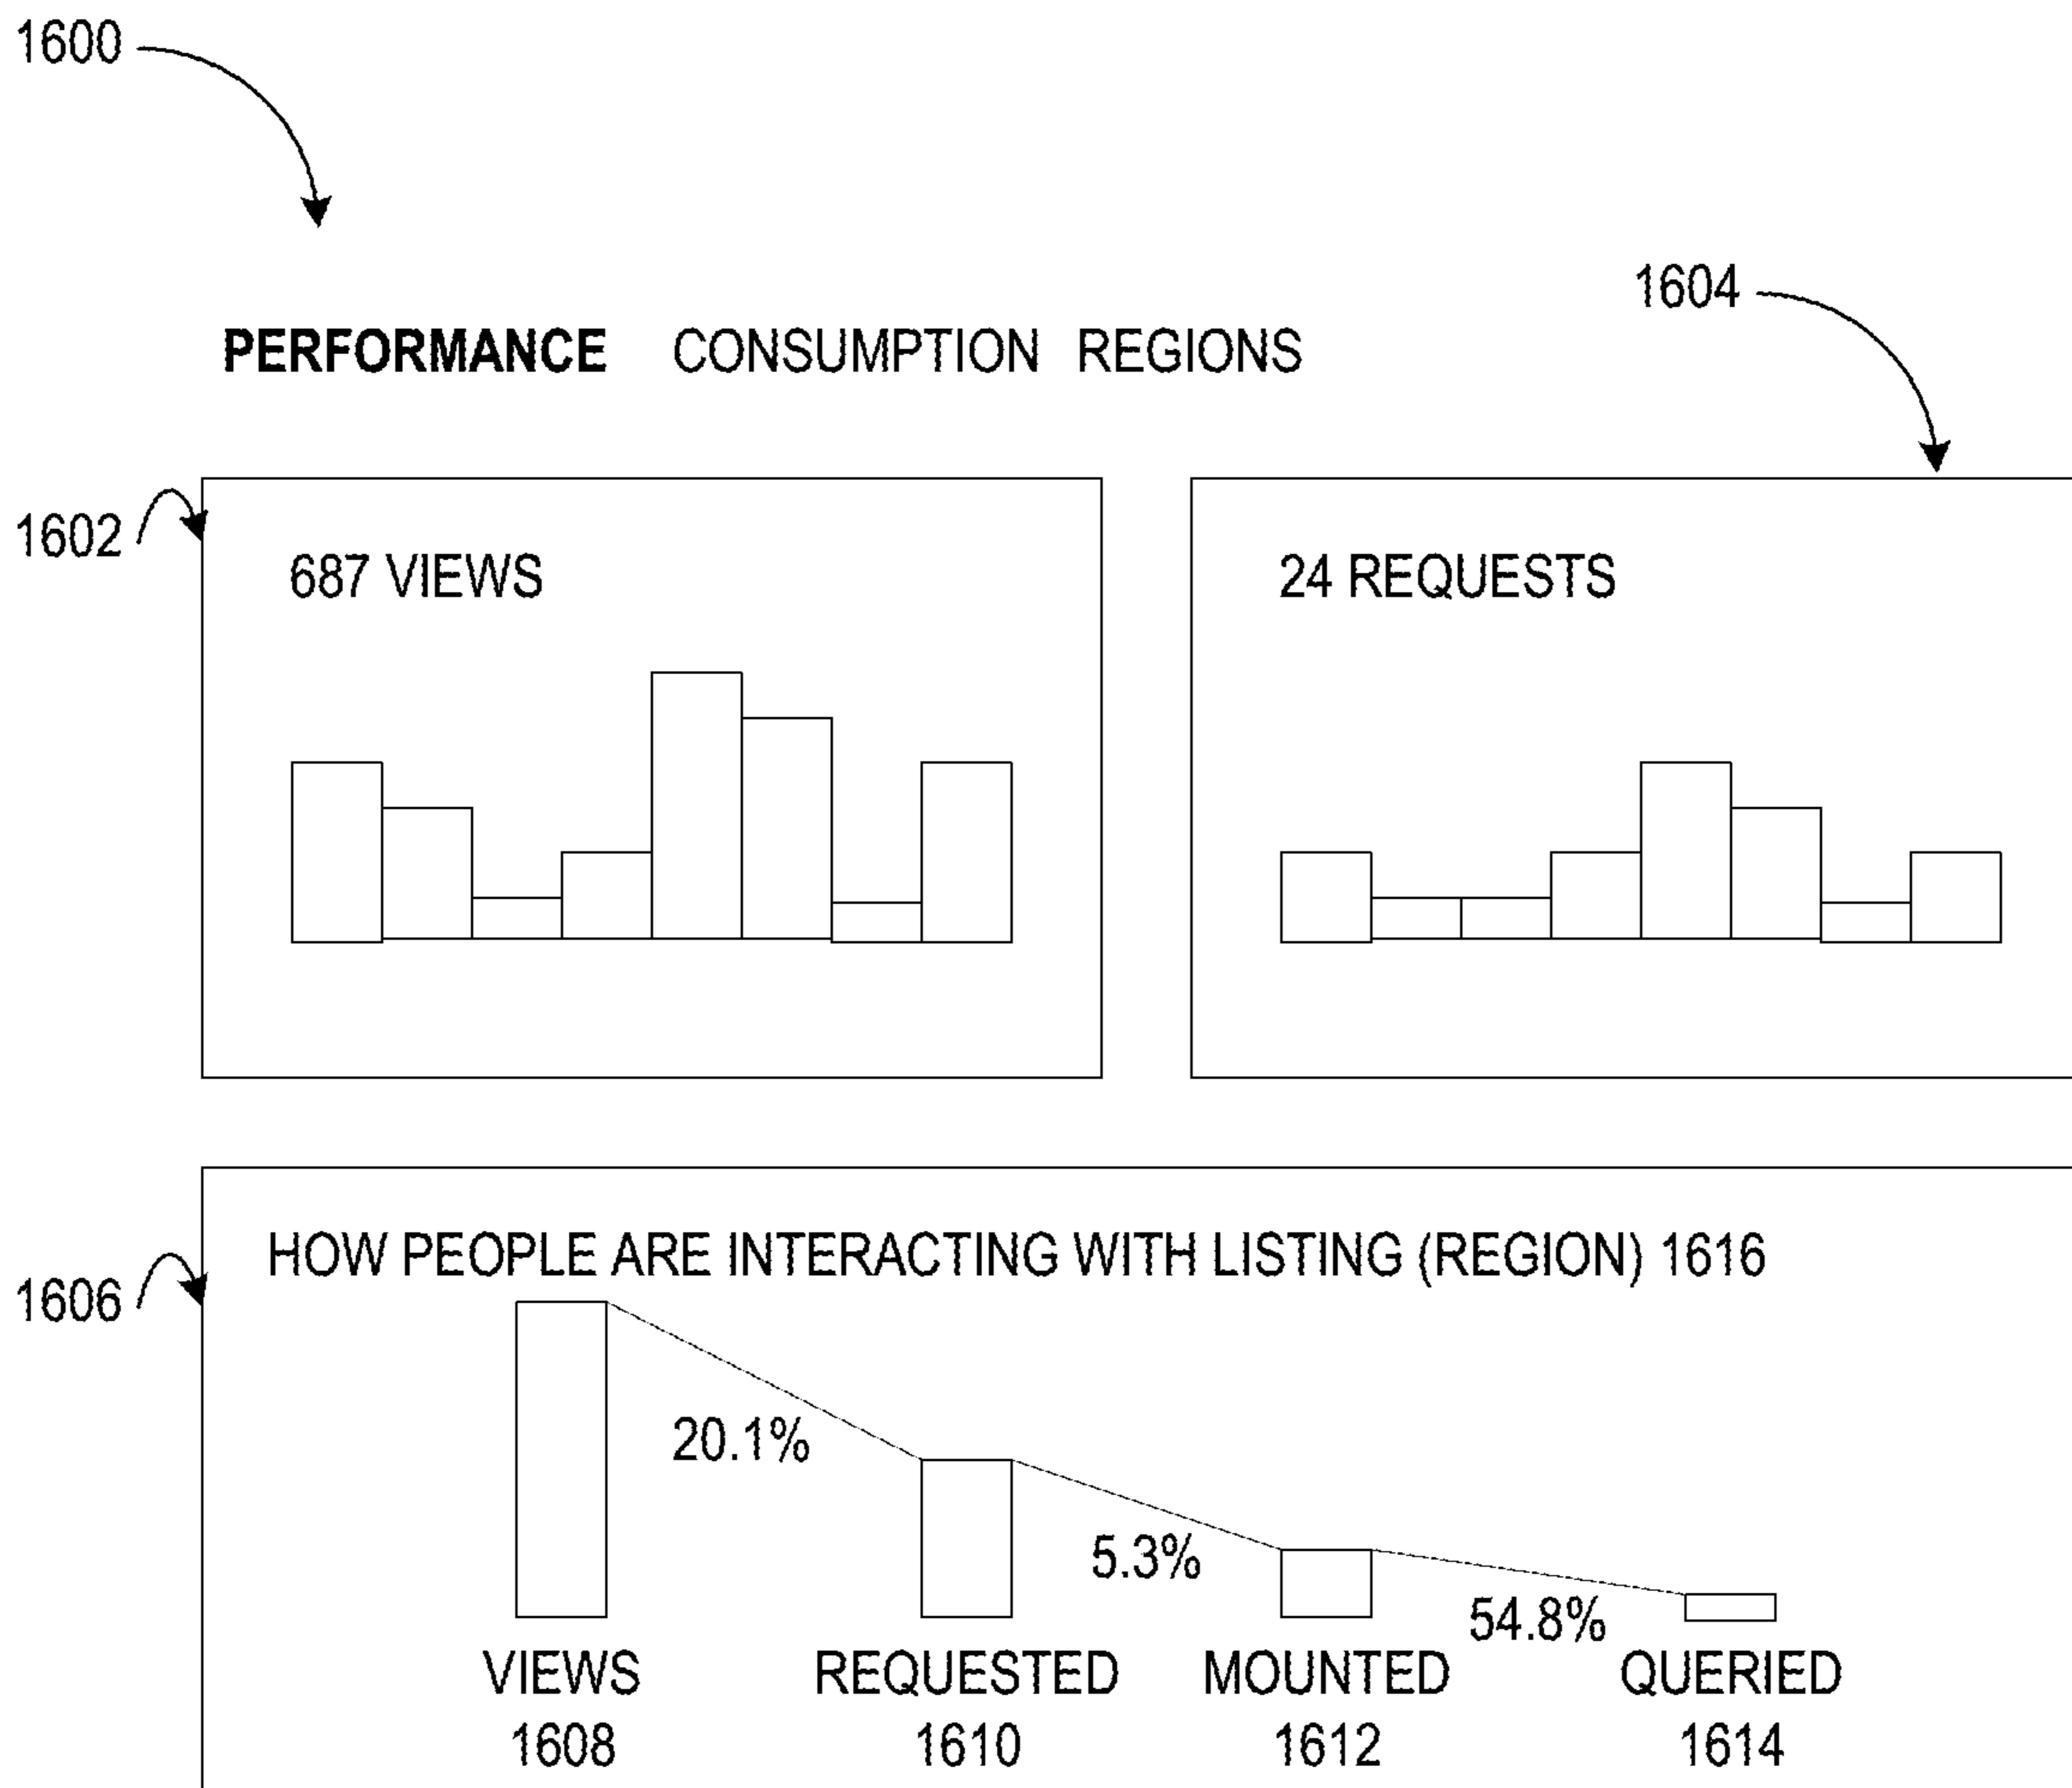 1600
1604
PERFORMANCE CONSUMPTION REGIONS
1602
687 VIEWS
24 REQUESTS
1606
HOW PEOPLE ARE INTERACTING WITH LISTING (REGION) 1616
20.1%
5.3%
54.8%
VIEWS REQUESTED MOUNTED QUERIED
1608 1610 1612 1614